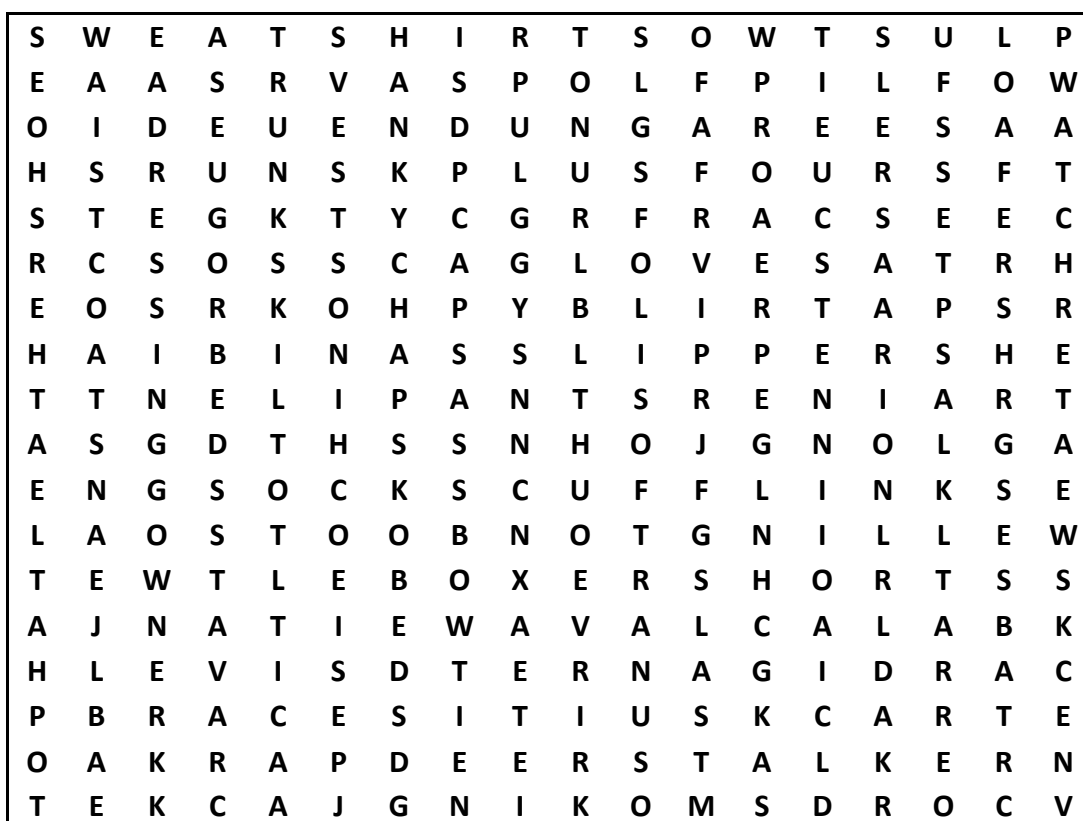 S W E A T S H I R T S O W T S U L P
E A A S R V A S P O L F P I L F O W
O I D E U E N D U N G A R E E S A A
H S R U N S K P L U S F O U R S F T
S T E G K T Y C G R F R A C S E E C
R C S O S S C A G L O V E S A T R H
E O S R K O H P Y B L I R T A P S R
H A I B I N A S S L I P P E R S H E
T T N E L I P A N T S R E N I A R T
A S G D T H S S N H O J G N O L G A
E N G S O C K S C U F F L I N K S E
L A O S T O O B N O T G N I L L E W
T E W T L E B O X E R S H O R T S S
A J N A T I E W A V A L C A L A B K
H L E V I S D T E R N A G I D R A C
P B R A C E S I T I U S K C A R T E
O A K R A P D E E R S T A L K E R N
T E K C A J G N I K O M S D R O C V